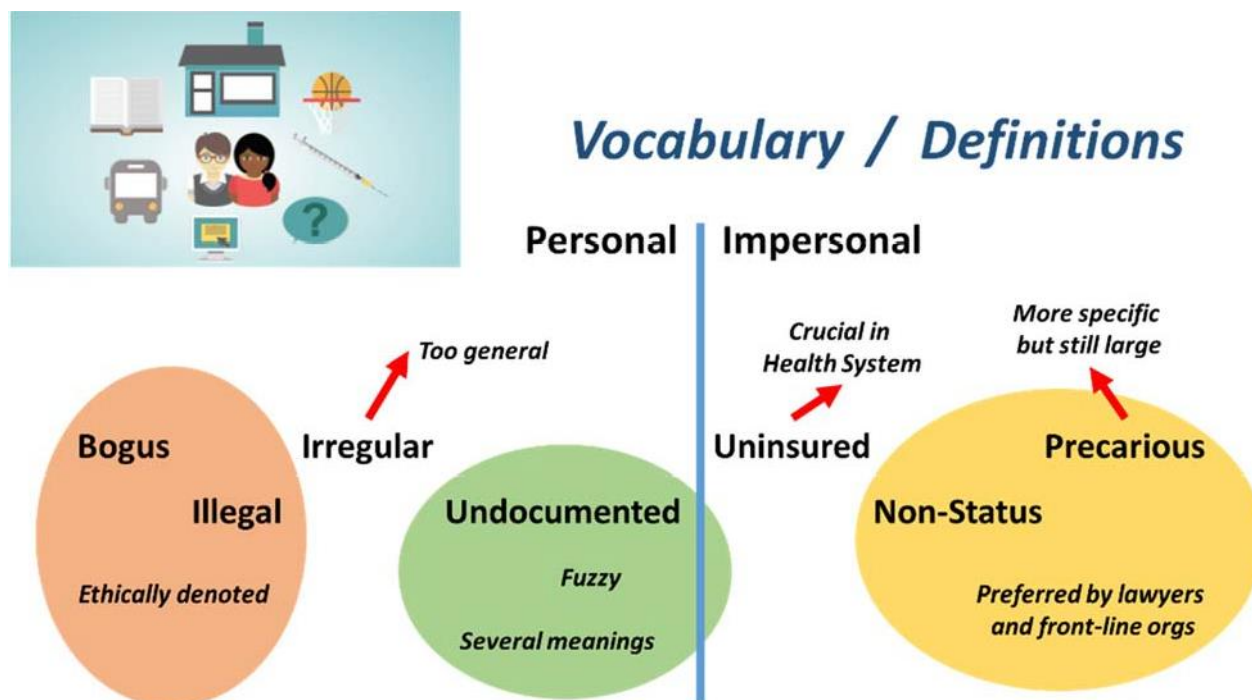 Vocabulary / Definitions
Personal
Impersonal
Too general
Crucial in
Health System
More specific
but still large
Bogus
Irregular
Uninsured
Precarious
Illegal
Undocumented
Non-Status
Ethically denoted
Fuzzy
Several meanings
Preferred by lawyers
and front-line orgs
?